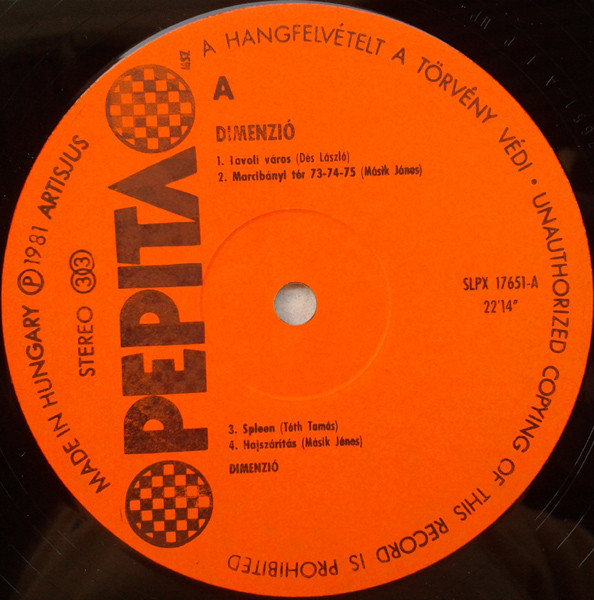 MADE IN HUNGARY Ⓟ 1981 ARTISJUS
A HANGFELVÉTELT A TÖRVÉNY VÉDI • UNAUTHORIZED COPYING OF THIS RECORD IS PROHIBITED
STEREO 33
PEPITA
A
DIMENZIÓ
1. Tavoli város (Dés László)
2. Marcibányi tér 73-74-75 (Másik János)
SLPX 17651-A
22'14"
3. Spleen (Tóth Tamás)
4. Hajszárítás (Másik János)
DIMENZIÓ